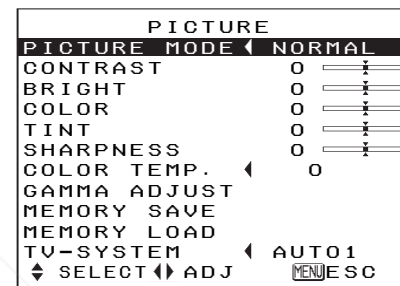 PICTURE
PICTURE MODE NORMAL
CONTRAST 0
BRIGHT 0
COLOR 0
TINT 0
SHARPNESS 0
COLOR TEMP. 0
GAMMA ADJUST
MEMORY SAVE
MEMORY LOAD
TV-SYSTEM AUTO1
SELECT ADJ MENU ESC